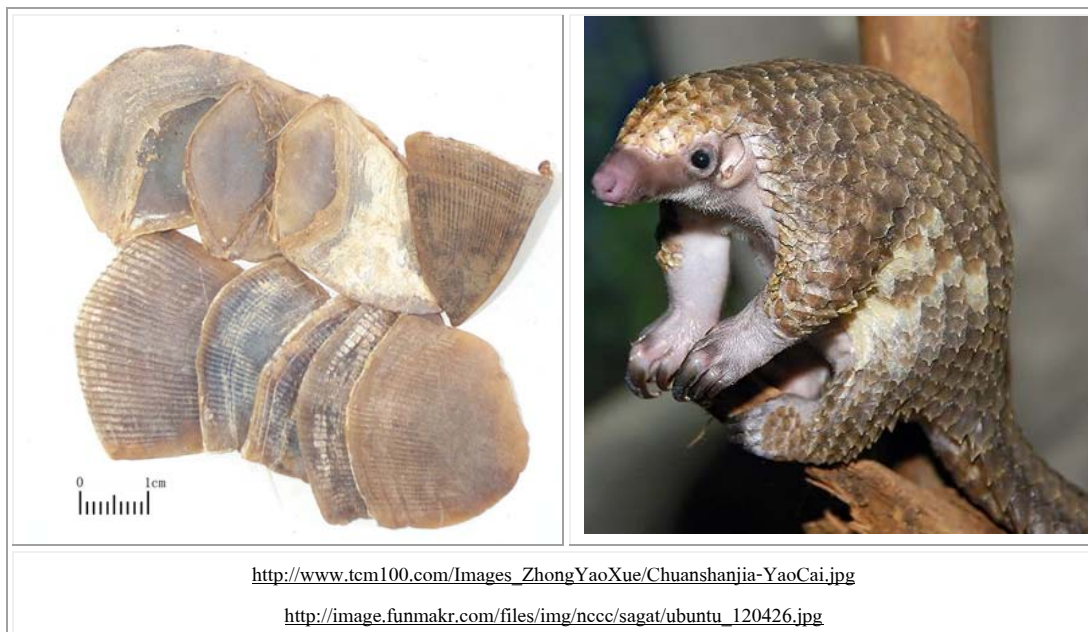 0 1cm
http://www.tcm100.com/Images_ZhongYaoXue/Chuanshanjia-YaoCai.jpg
http://image.funmakr.com/files/img/nccc/sagat/ubuntu_120426.jpg